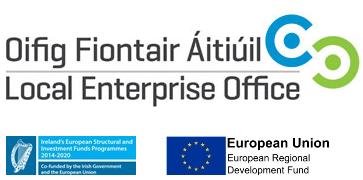 Oifig Fiontair Áitiúil
Local Enterprise Office
Ireland's European Structural and
Investment Funds Programmes
2014-2020
Co-funded by the Irish Government
and the European Union
European Union
European Regional
Development Fund